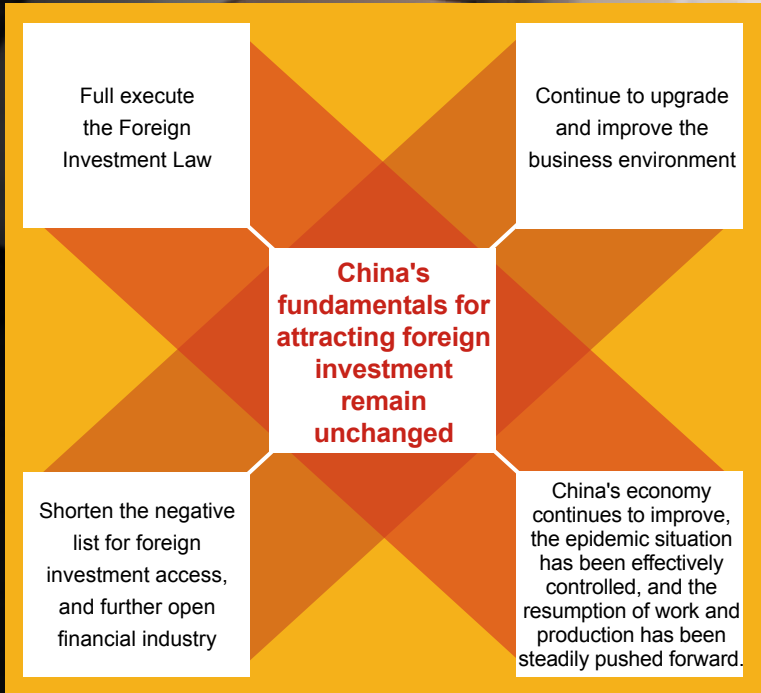 Full execute
the Foreign
Investment Law
Continue to upgrade
and improve the
business environment
China's
fundamentals for
attracting foreign
investment
remain
unchanged
Shorten the negative
list for foreign
investment access,
and further open
financial industry
China's economy
continues to improve,
the epidemic situation
has been effectively
controlled, and the
resumption of work and
production has been
steadily pushed forward.